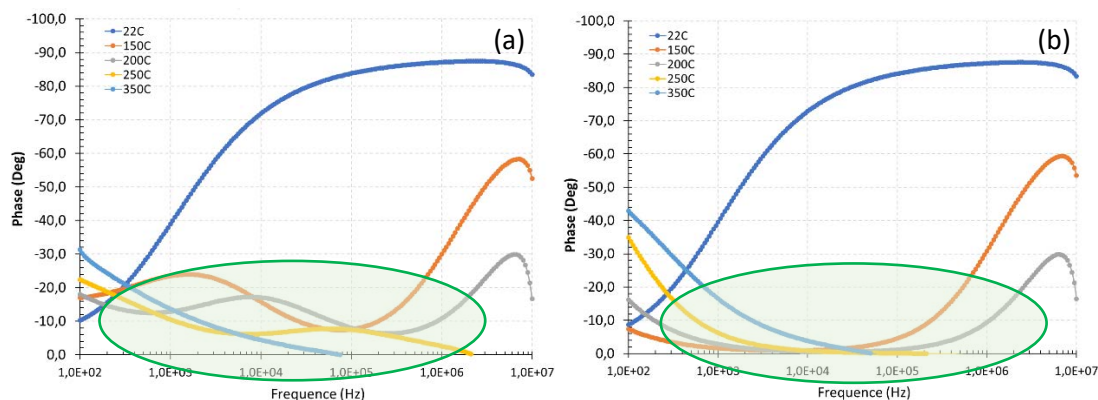 (a)
22C
150C
200C
250C
350C
-100,0
-90,0
-80,0
-70,0
-60,0
-50,0
-40,0
-30,0
-20,0
-10,0
0,0
Phase (Deg)
1,0E+02 1,0E+03 1,0E+04 1,0E+05 1,0E+06 1,0E+07
Frequence (Hz)
(b)
22C
150C
200C
250C
350C
-100,0
-90,0
-80,0
-70,0
-60,0
-50,0
-40,0
-30,0
-20,0
-10,0
0,0
Phase (Deg)
1,0E+02 1,0E+03 1,0E+04 1,0E+05 1,0E+06 1,0E+07
Frequence (Hz)